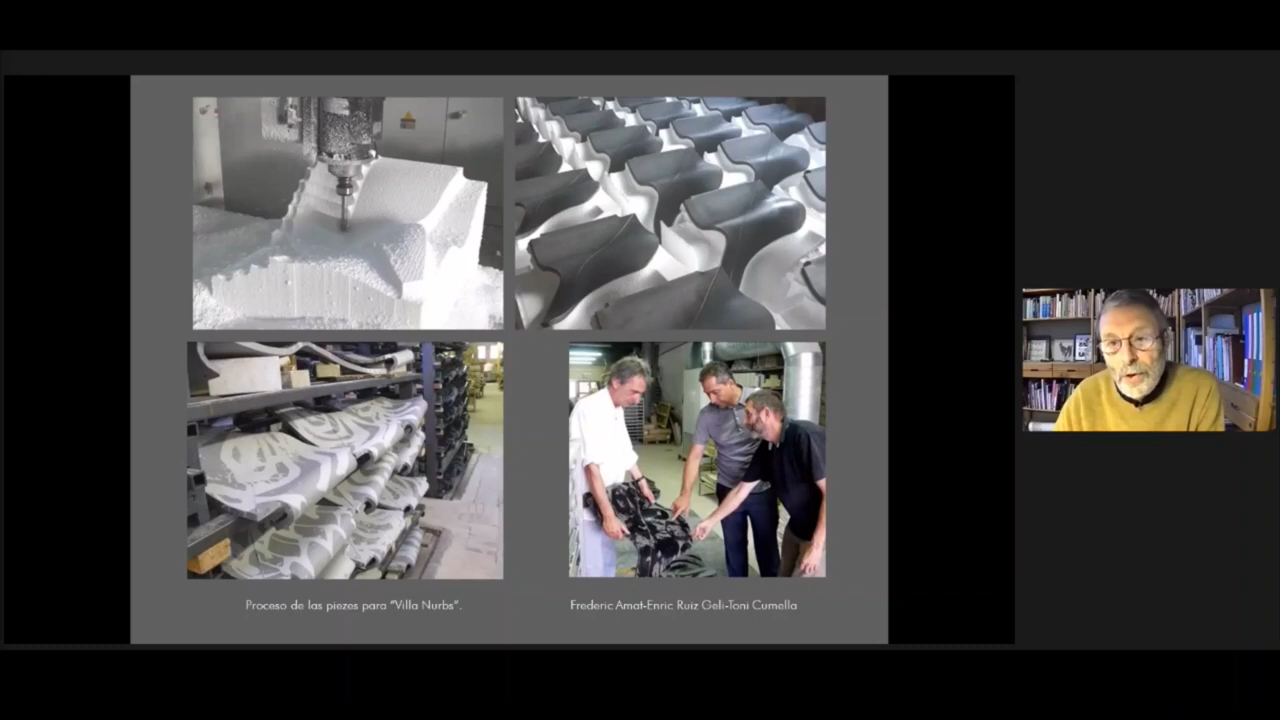 Proceso de las piezes para “Villa Nurbs”.
Frederic Amat-Enric Ruiz Geli-Toni Cumella